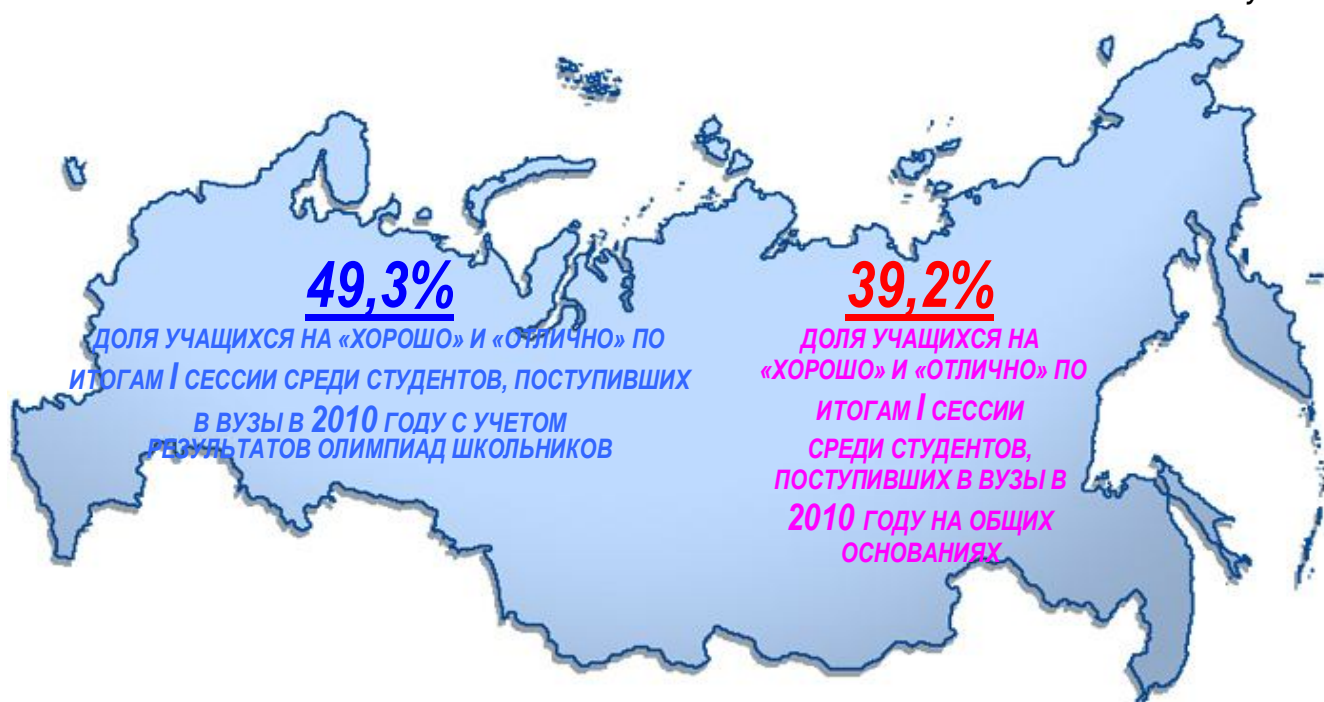 49,3%
ДОЛЯ УЧАЩИХСЯ НА «ХОРОШО» И «ОТЛИЧНО» ПО
ИТОГАМ I СЕССИИ СРЕДИ СТУДЕНТОВ, ПОСТУПИВШИХ
В ВУЗЫ В 2010 ГОДУ С УЧЕТОМ
РЕЗУЛЬТАТОВ ОЛИМПИАД ШКОЛЬНИКОВ
39,2%
ДОЛЯ УЧАЩИХСЯ НА
«ХОРОШО» И «ОТЛИЧНО» ПО
ИТОГАМ I СЕССИИ
СРЕДИ СТУДЕНТОВ,
ПОСТУПИВШИХ В ВУЗЫ В
2010 ГОДУ НА ОБЩИХ
ОСНОВАНИЯХ